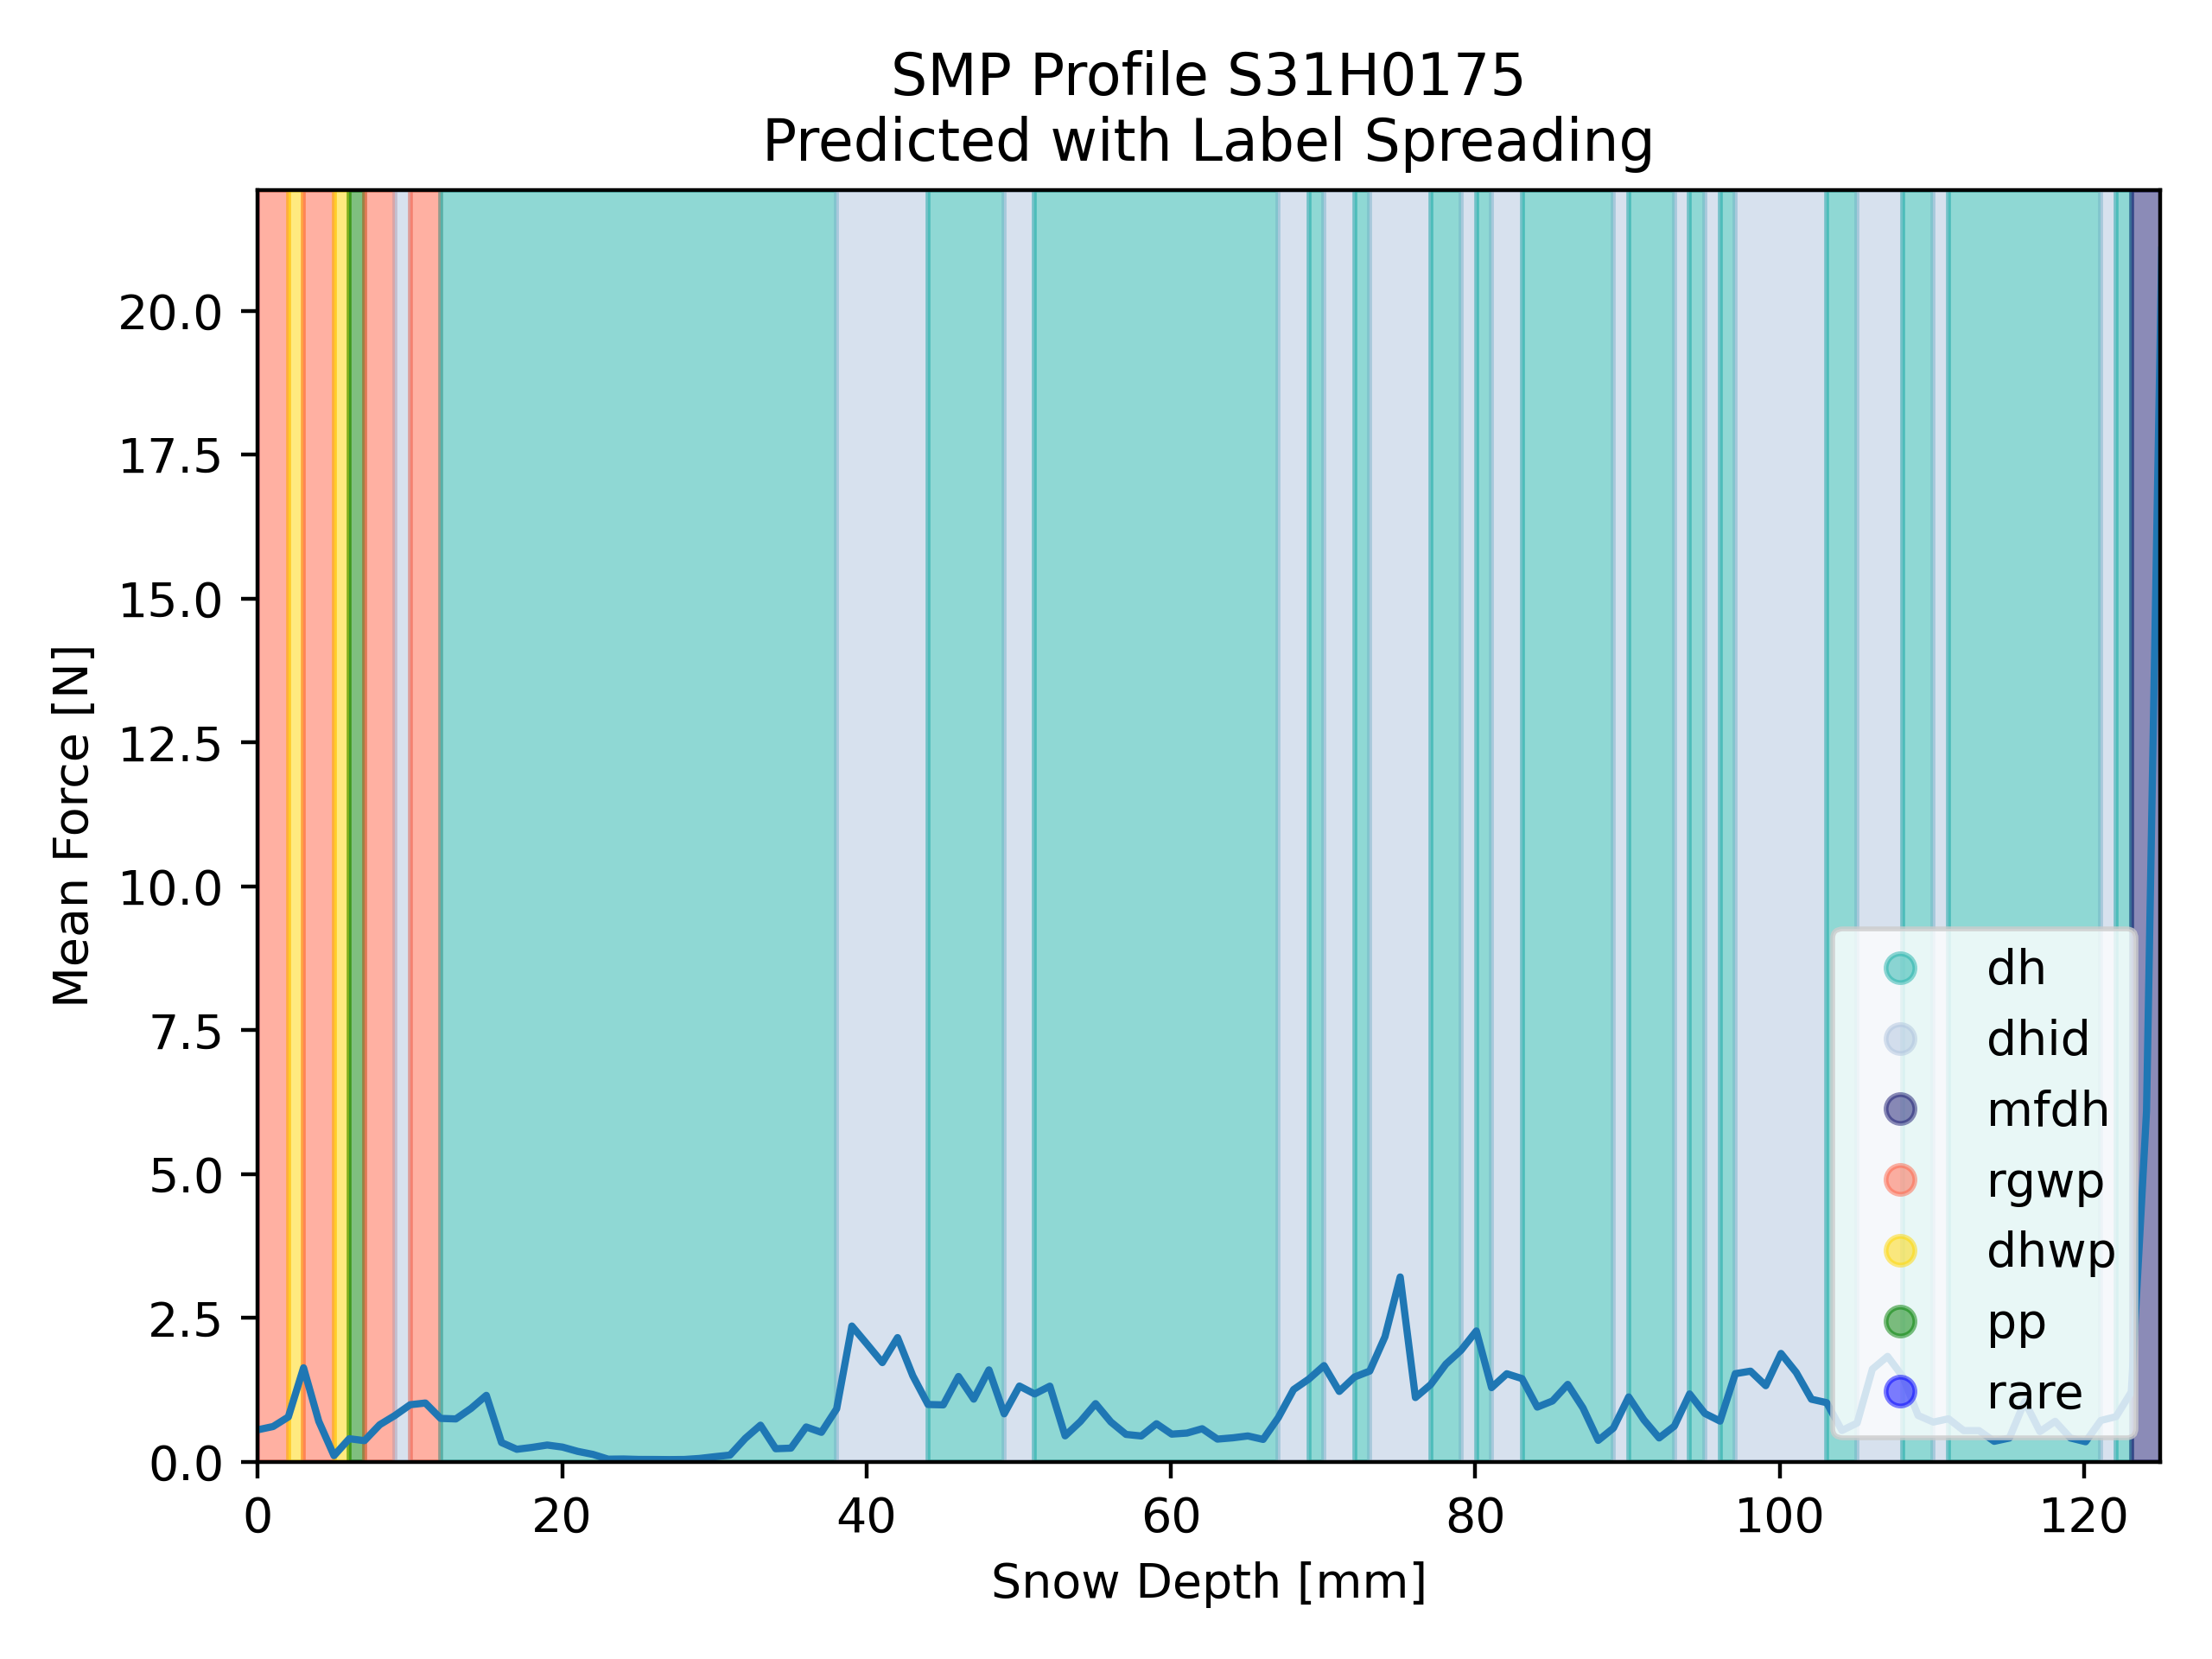 SMP Profile S31H0175
Predicted with Label Spreading
Mean Force [N]
20.0
17.5
15.0
12.5
10.0
7.5
5.0
2.5
0.0
dh
dhid
mfdh
rgwp
dhwp
pp
rare
0 20 40 60 80 100 120
Snow Depth [mm]